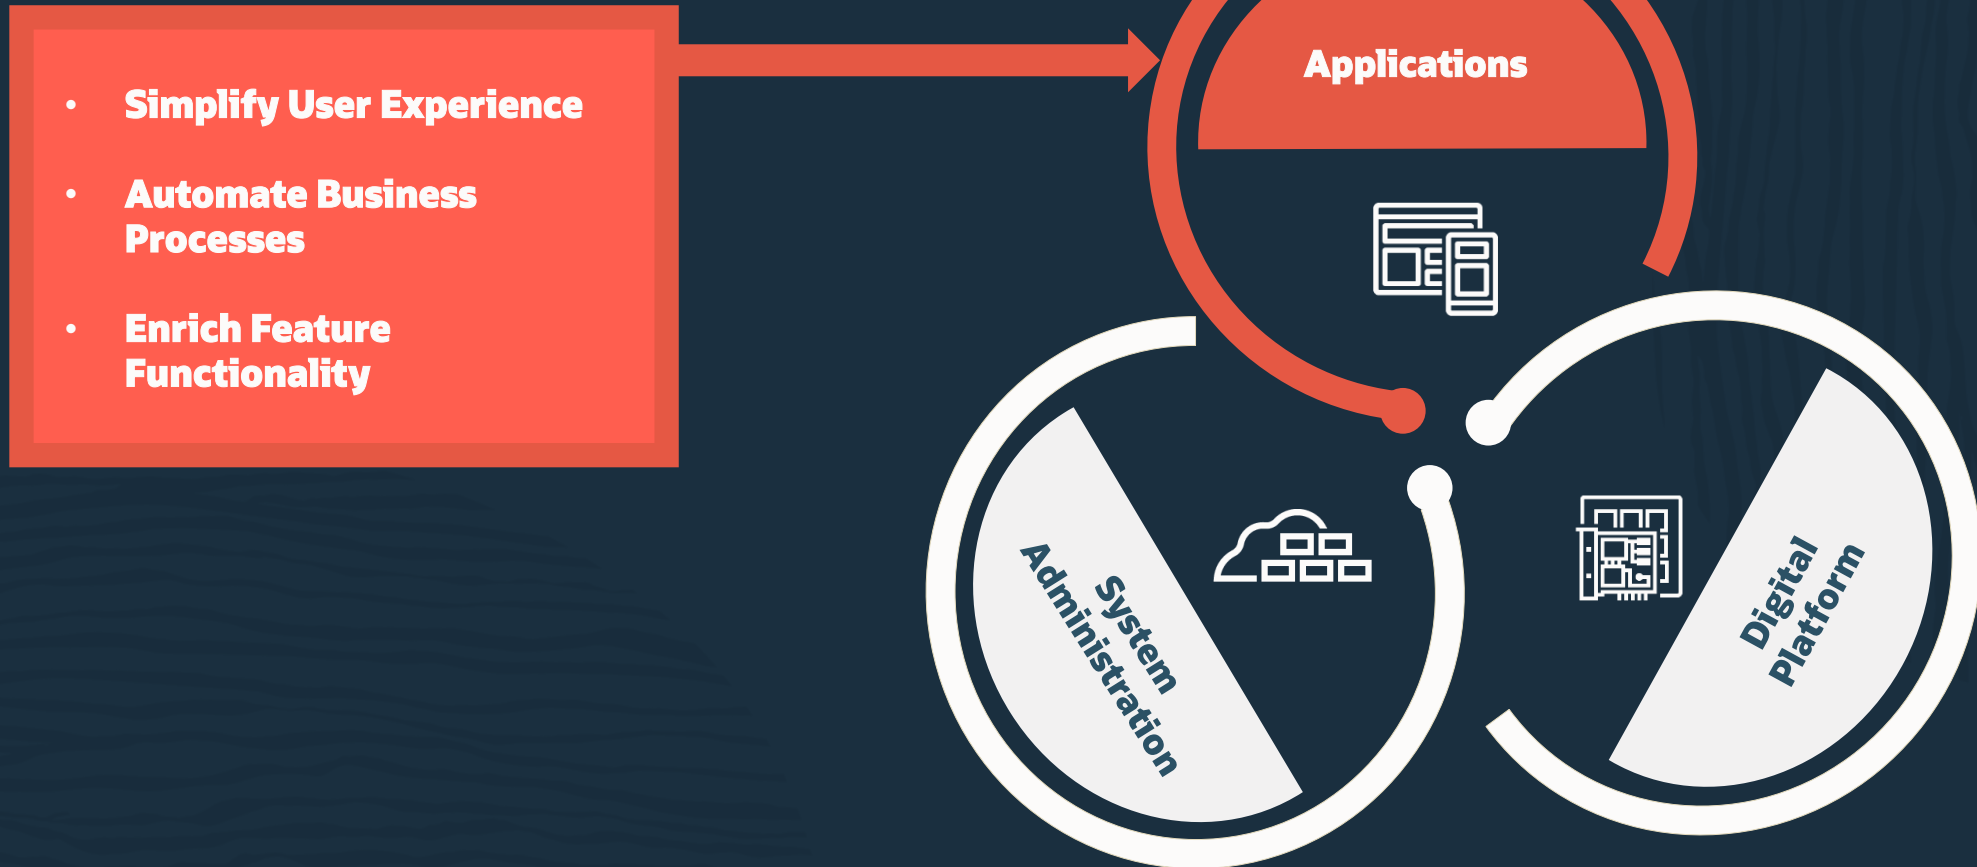 • Simplify User Experience
• Automate Business
Processes
• Enrich Feature
Functionality
Applications
System
Administration
Digital
Platform